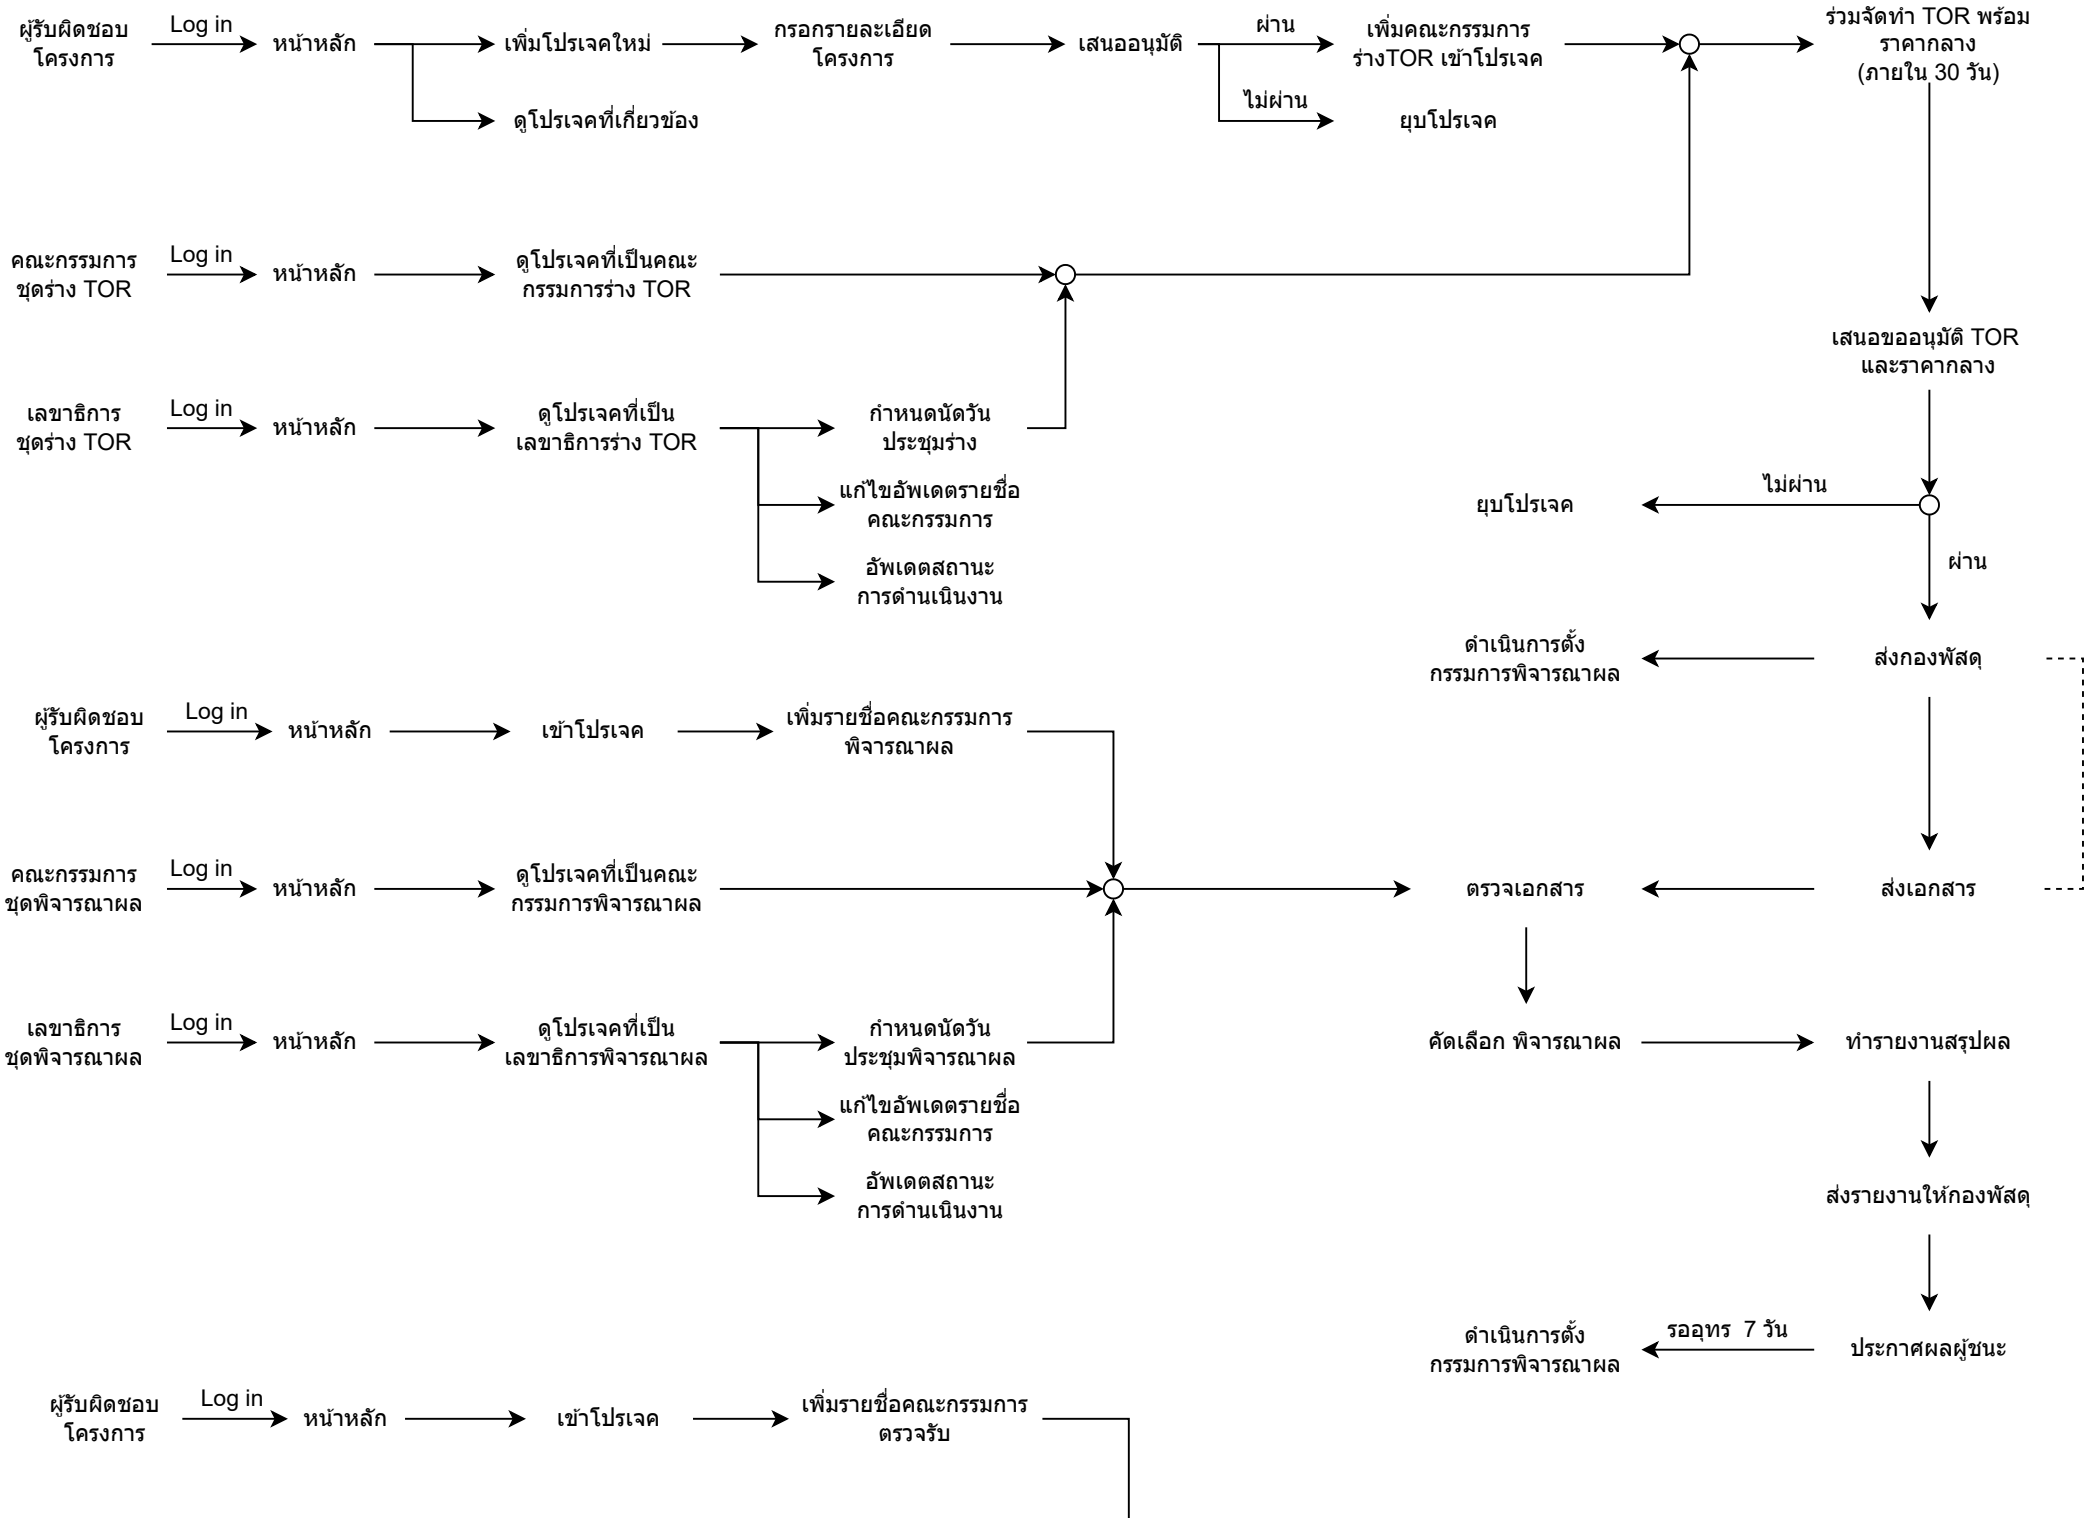 ผู้รับผิดชอบ
โครงการ
Log in
หน้าหลัก
เพิ่มโปรเจคใหม่
กรอกรายละเอียด
โครงการ
เสนออนุมัติ
ผ่าน
เพิ่มคณะกรรมการ
ร่างTOR เข้าโปรเจค
ร่วมจัดทำ TOR พร้อม
ราคากลาง
(ภายใน 30 วัน)
ดูโปรเจคที่เกี่ยวข้อง
ไม่ผ่าน
ยุบโปรเจค
คณะกรรมการ
ชุดร่าง TOR
Log in
หน้าหลัก
ดูโปรเจคที่เป็นคณะ
กรรมการร่าง TOR
เสนอขออนุมัติ TOR
และราคากลาง
เลขาธิการ
ชุดร่าง TOR
Log in
หน้าหลัก
ดูโปรเจคที่เป็น
เลขาธิการร่าง TOR
กำหนดนัดวัน
ประชุมร่าง
แก้ไขอัพเดตรายชื่อ
คณะกรรมการ
อัพเดตสถานะ
การดำนเนินงาน
ยุบโปรเจค
ไม่ผ่าน
ผ่าน
ดำเนินการตั้ง
กรรมการพิจารณาผล
ส่งกองพัสดุ
ผู้รับผิดชอบ
โครงการ
Log in
หน้าหลัก
เข้าโปรเจค
เพิ่มรายชื่อคณะกรรมการ
พิจารณาผล
คณะกรรมการ
ชุดพิจารณาผล
Log in
หน้าหลัก
ดูโปรเจคที่เป็นคณะ
กรรมการพิจารณาผล
ตรวจเอกสาร
ส่งเอกสาร
เลขาธิการ
ชุดพิจารณาผล
Log in
หน้าหลัก
ดูโปรเจคที่เป็น
เลขาธิการพิจารณาผล
กำหนดนัดวัน
ประชุมพิจารณาผล
แก้ไขอัพเดตรายชื่อ
คณะกรรมการ
อัพเดตสถานะ
การดำนเนินงาน
คัดเลือก พิจารณาผล
ทำรายงานสรุปผล
ส่งรายงานให้กองพัสดุ
ดำเนินการตั้ง
กรรมการพิจารณาผล
รออุทร 7 วัน
ประกาศผลผู้ชนะ
ผู้รับผิดชอบ
โครงการ
Log in
หน้าหลัก
เข้าโปรเจค
เพิ่มรายชื่อคณะกรรมการ
ตรวจรับ